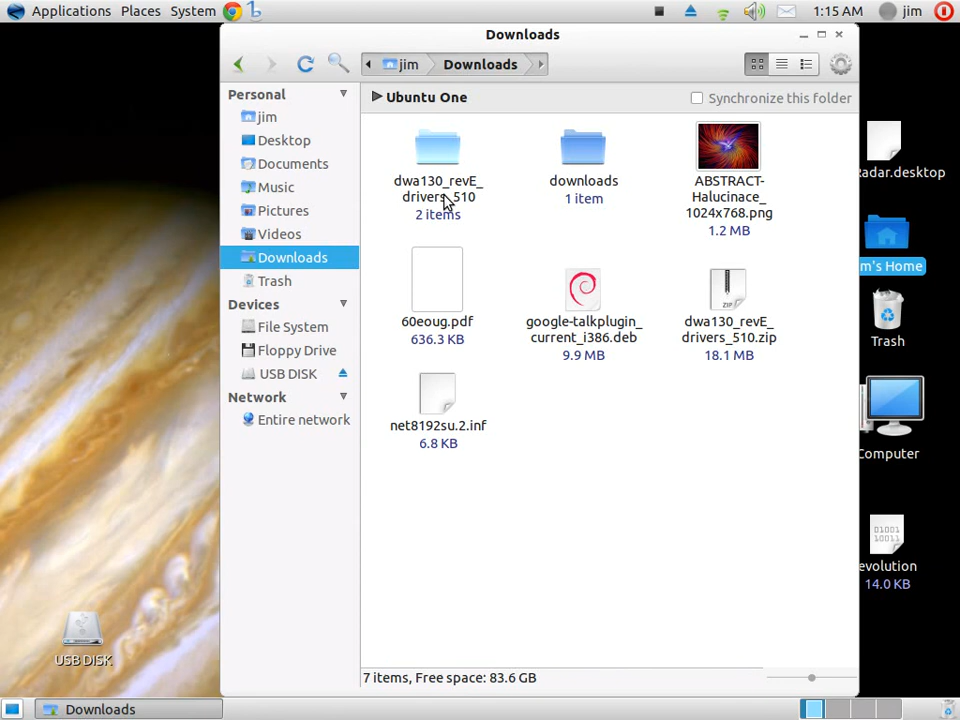 Applications Places System 1:15 AM jim
Downloads
jim Downloads
Personal
jim
Desktop
Documents
Music
Pictures
Videos
Downloads
Trash
Devices
File System
Floppy Drive
USB DISK
Network
Entire network
Ubuntu One
Synchronize this folder
dwa130_revE_
drivers_510
2 items
downloads
1 item
ABSTRACT-
Halucinace_
1024x768.png
1.2 MB
60eoug.pdf
636.3 KB
google-talkplugin_
current_i386.deb
9.9 MB
ZIP
dwa130_revE_
drivers_510.zip
18.1 MB
net8192su.2.inf
6.8 KB
7 items, Free space: 83.6 GB
Radar.desktop
m's Home
Trash
Computer
01001
10011
evolution
14.0 KB
USB DISK
Downloads